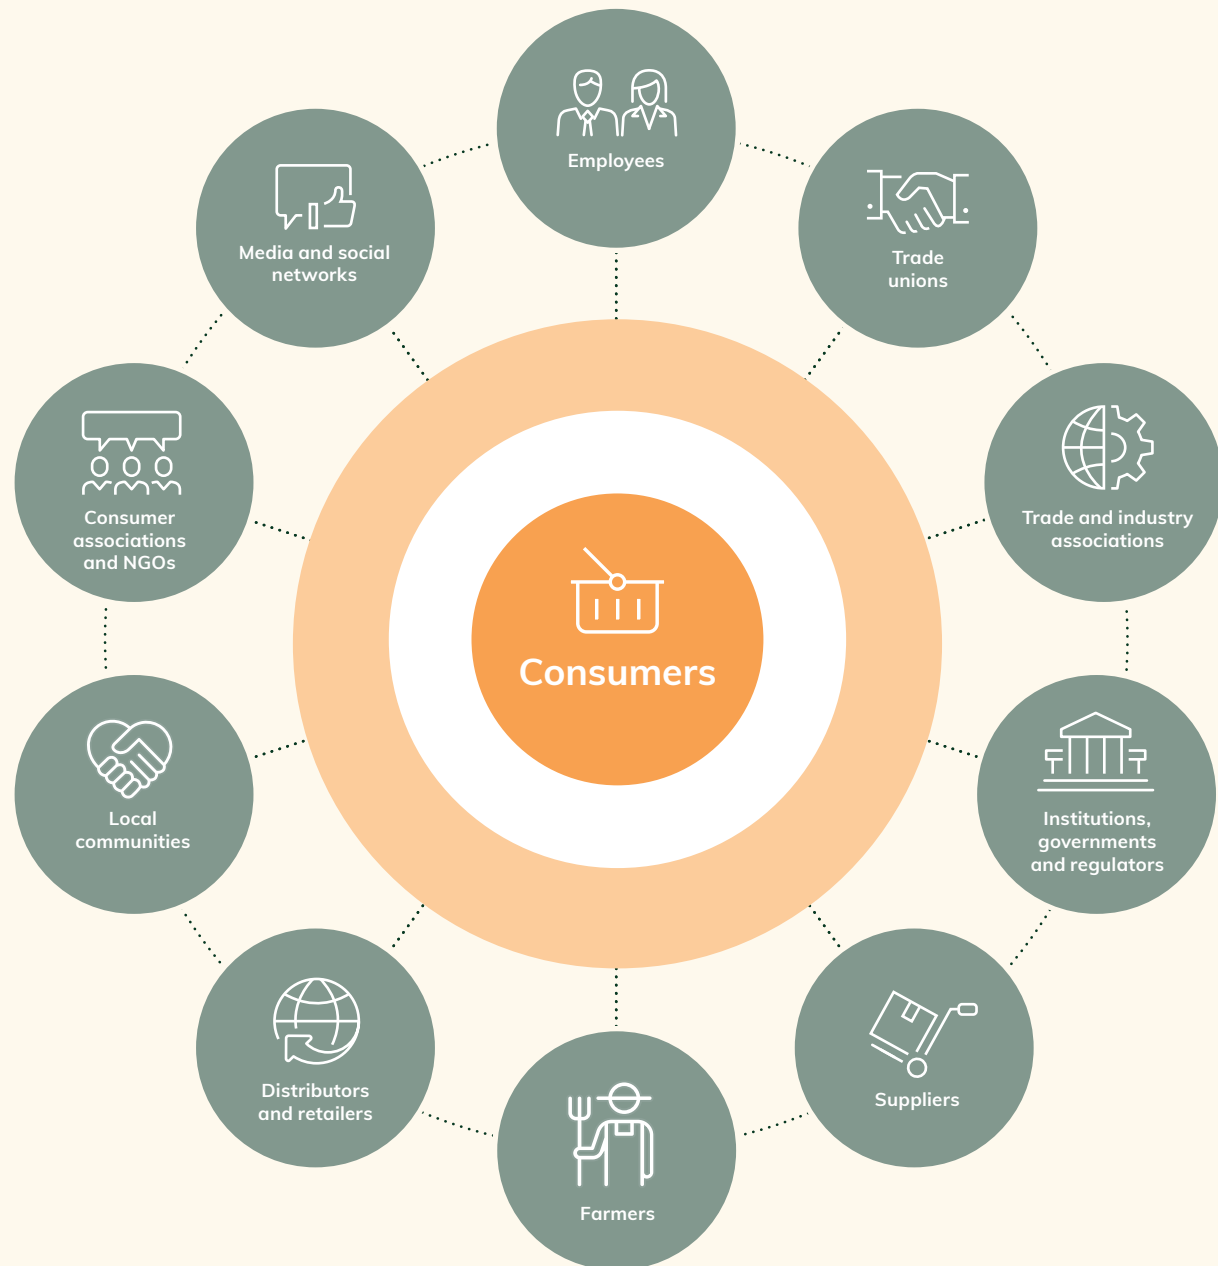 Employees
Trade
unions
Trade and industry
associations
Institutions,
governments
and regulators
Suppliers
Farmers
Distributors
and retailers
Local
communities
Consumer
associations
and NGOs
Media and social
networks
Consumers